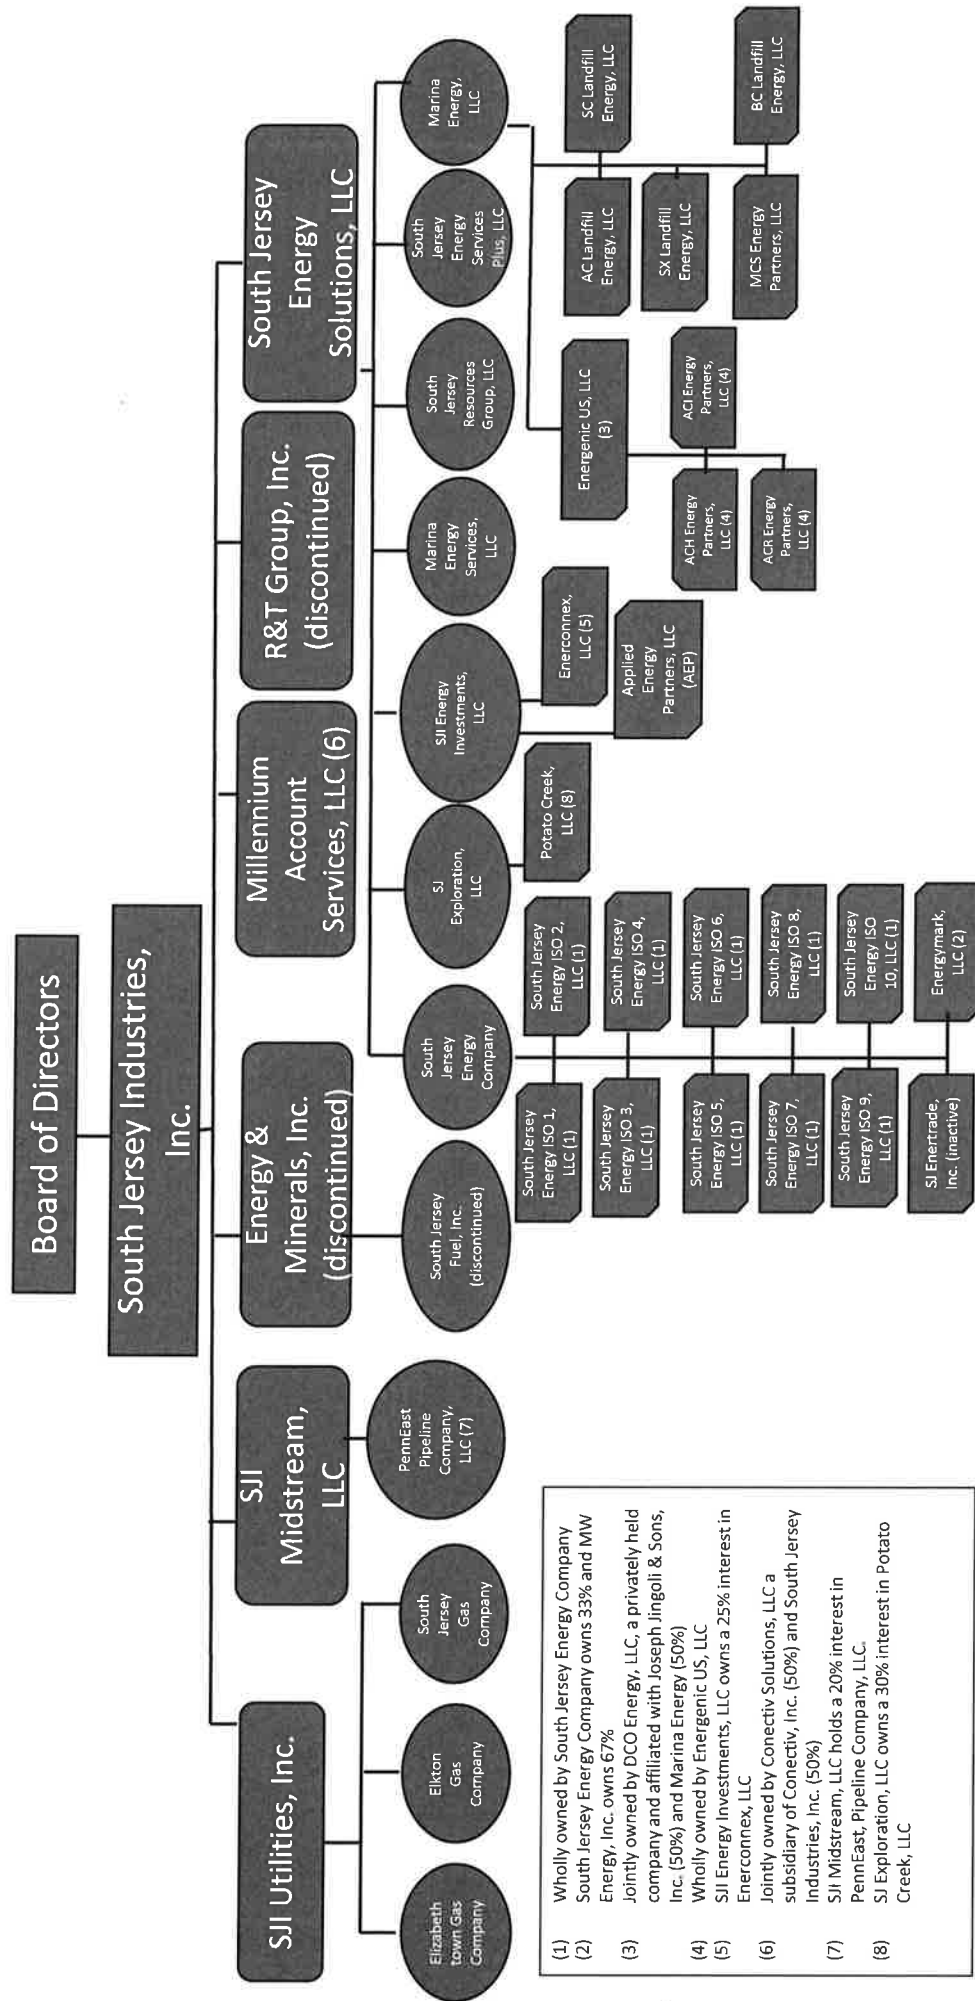 Board of Directors
South Jersey Industries,
Inc.
SJI Utilities, Inc.
SJI
Midstream,
LLC
Energy &
Minerals, Inc.
(discontinued)
Millennium
Account
Services, LLC (6)
R&T Group, Inc.
(discontinued)
South Jersey
Energy
Solutions, LLC
Elizabeth
town Gas
Company
Elkton
Gas
Company
South
Jersey
Gas
Company
PennEast
Pipeline
Company,
LLC (7)
South Jersey
Fuel, Inc.
(discontinued)
South
Jersey
Energy
Company
SJ
Exploration,
LLC
SJI Energy
Investments,
LLC
Marina
Energy
Services,
LLC
South
Jersey
Resources
Group, LLC
South
Jersey
Energy
Services
Plus, LLC
Marina
Energy,
LLC
South Jersey
Energy ISO 1,
LLC (1)
South Jersey
Energy ISO 2,
LLC (1)
South Jersey
Energy ISO 3,
LLC (1)
South Jersey
Energy ISO 4,
LLC (1)
South Jersey
Energy ISO 5,
LLC (1)
South Jersey
Energy ISO 6,
LLC (1)
South Jersey
Energy ISO 7,
LLC (1)
South Jersey
Energy ISO 8,
LLC (1)
South Jersey
Energy ISO 9,
LLC (1)
South Jersey
Energy ISO
10, LLC (1)
SJ Enertrade,
Inc. (inactive)
Energymark,
LLC (2)
Potato Creek,
LLC (8)
Enerconnex,
LLC (5)
Applied
Energy
Partners, LLC
(AEP)
Energenic US, LLC
(3)
ACH Energy
Partners,
LLC (4)
ACI Energy
Partners,
LLC (4)
ACR Energy
Partners,
LLC (4)
AC Landfill
Energy, LLC
SC Landfill
Energy, LLC
SX Landfill
Energy, LLC
MCS Energy
Partners, LLC
BC Landfill
Energy, LLC
(1) Wholly owned by South Jersey Energy Company
(2) South Jersey Energy Company owns 33% and MW
Energy, Inc. owns 67%
(3) Jointly owned by DCO Energy, LLC, a privately held
company and affiliated with Joseph Jingoli & Sons,
Inc. (50%) and Marina Energy (50%)
(4) Wholly owned by Energenic US, LLC
(5) SJI Energy Investments, LLC owns a 25% interest in
Enerconnex, LLC
(6) Jointly owned by Conectiv Solutions, LLC a
subsidiary of Conectiv, Inc. (50%) and South Jersey
Industries, Inc. (50%)
(7) SJI Midstream, LLC holds a 20% interest in
PennEast, Pipeline Company, LLC.
(8) SJ Exploration, LLC owns a 30% interest in Potato
Creek, LLC